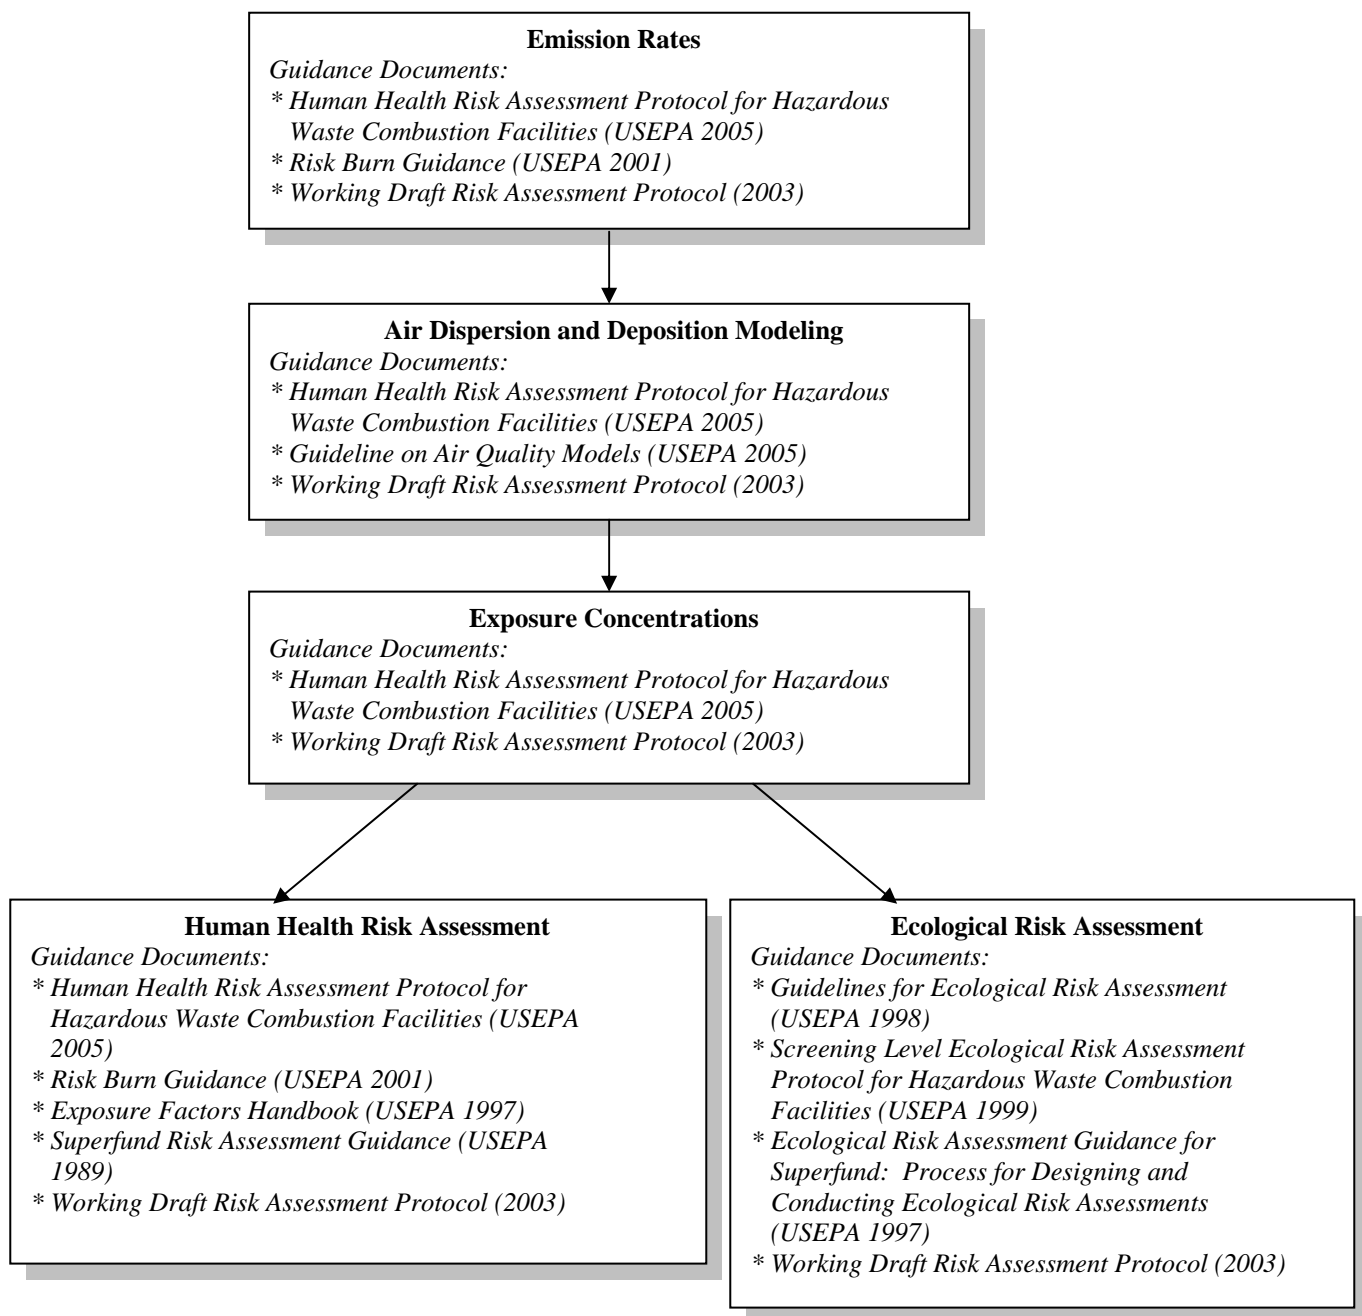 Emission Rates
Guidance Documents:
* Human Health Risk Assessment Protocol for Hazardous
Waste Combustion Facilities (USEPA 2005)
* Risk Burn Guidance (USEPA 2001)
* Working Draft Risk Assessment Protocol (2003)
Air Dispersion and Deposition Modeling
Guidance Documents:
* Human Health Risk Assessment Protocol for Hazardous
Waste Combustion Facilities (USEPA 2005)
* Guideline on Air Quality Models (USEPA 2005)
* Working Draft Risk Assessment Protocol (2003)
Exposure Concentrations
Guidance Documents:
* Human Health Risk Assessment Protocol for Hazardous
Waste Combustion Facilities (USEPA 2005)
* Working Draft Risk Assessment Protocol (2003)
Human Health Risk Assessment
Guidance Documents:
* Human Health Risk Assessment Protocol for
Hazardous Waste Combustion Facilities (USEPA
2005)
* Risk Burn Guidance (USEPA 2001)
* Exposure Factors Handbook (USEPA 1997)
* Superfund Risk Assessment Guidance (USEPA
1989)
* Working Draft Risk Assessment Protocol (2003)
Ecological Risk Assessment
Guidance Documents:
* Guidelines for Ecological Risk Assessment
(USEPA 1998)
* Screening Level Ecological Risk Assessment
Protocol for Hazardous Waste Combustion
Facilities (USEPA 1999)
* Ecological Risk Assessment Guidance for
Superfund:  Process for Designing and
Conducting Ecological Risk Assessments
(USEPA 1997)
* Working Draft Risk Assessment Protocol (2003)